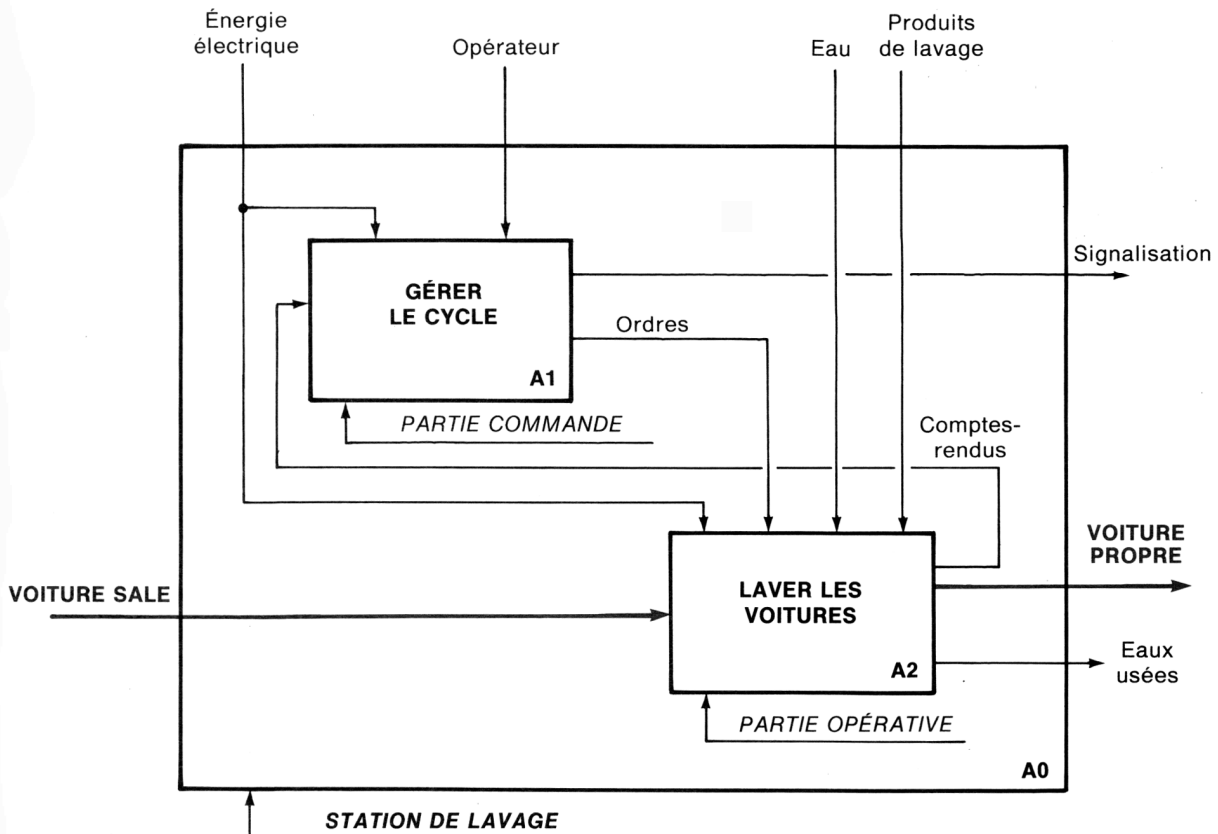 Énergie
électrique
Opérateur
Eau
Produits
de lavage
Signalisation
GÉRER
LE CYCLE
A1
Ordres
PARTIE COMMANDE
Comptes-
rendus
VOITURE SALE
LAVER LES
VOITURES
A2
VOITURE
PROPRE
Eaux
usées
PARTIE OPÉRATIVE
A0
STATION DE LAVAGE